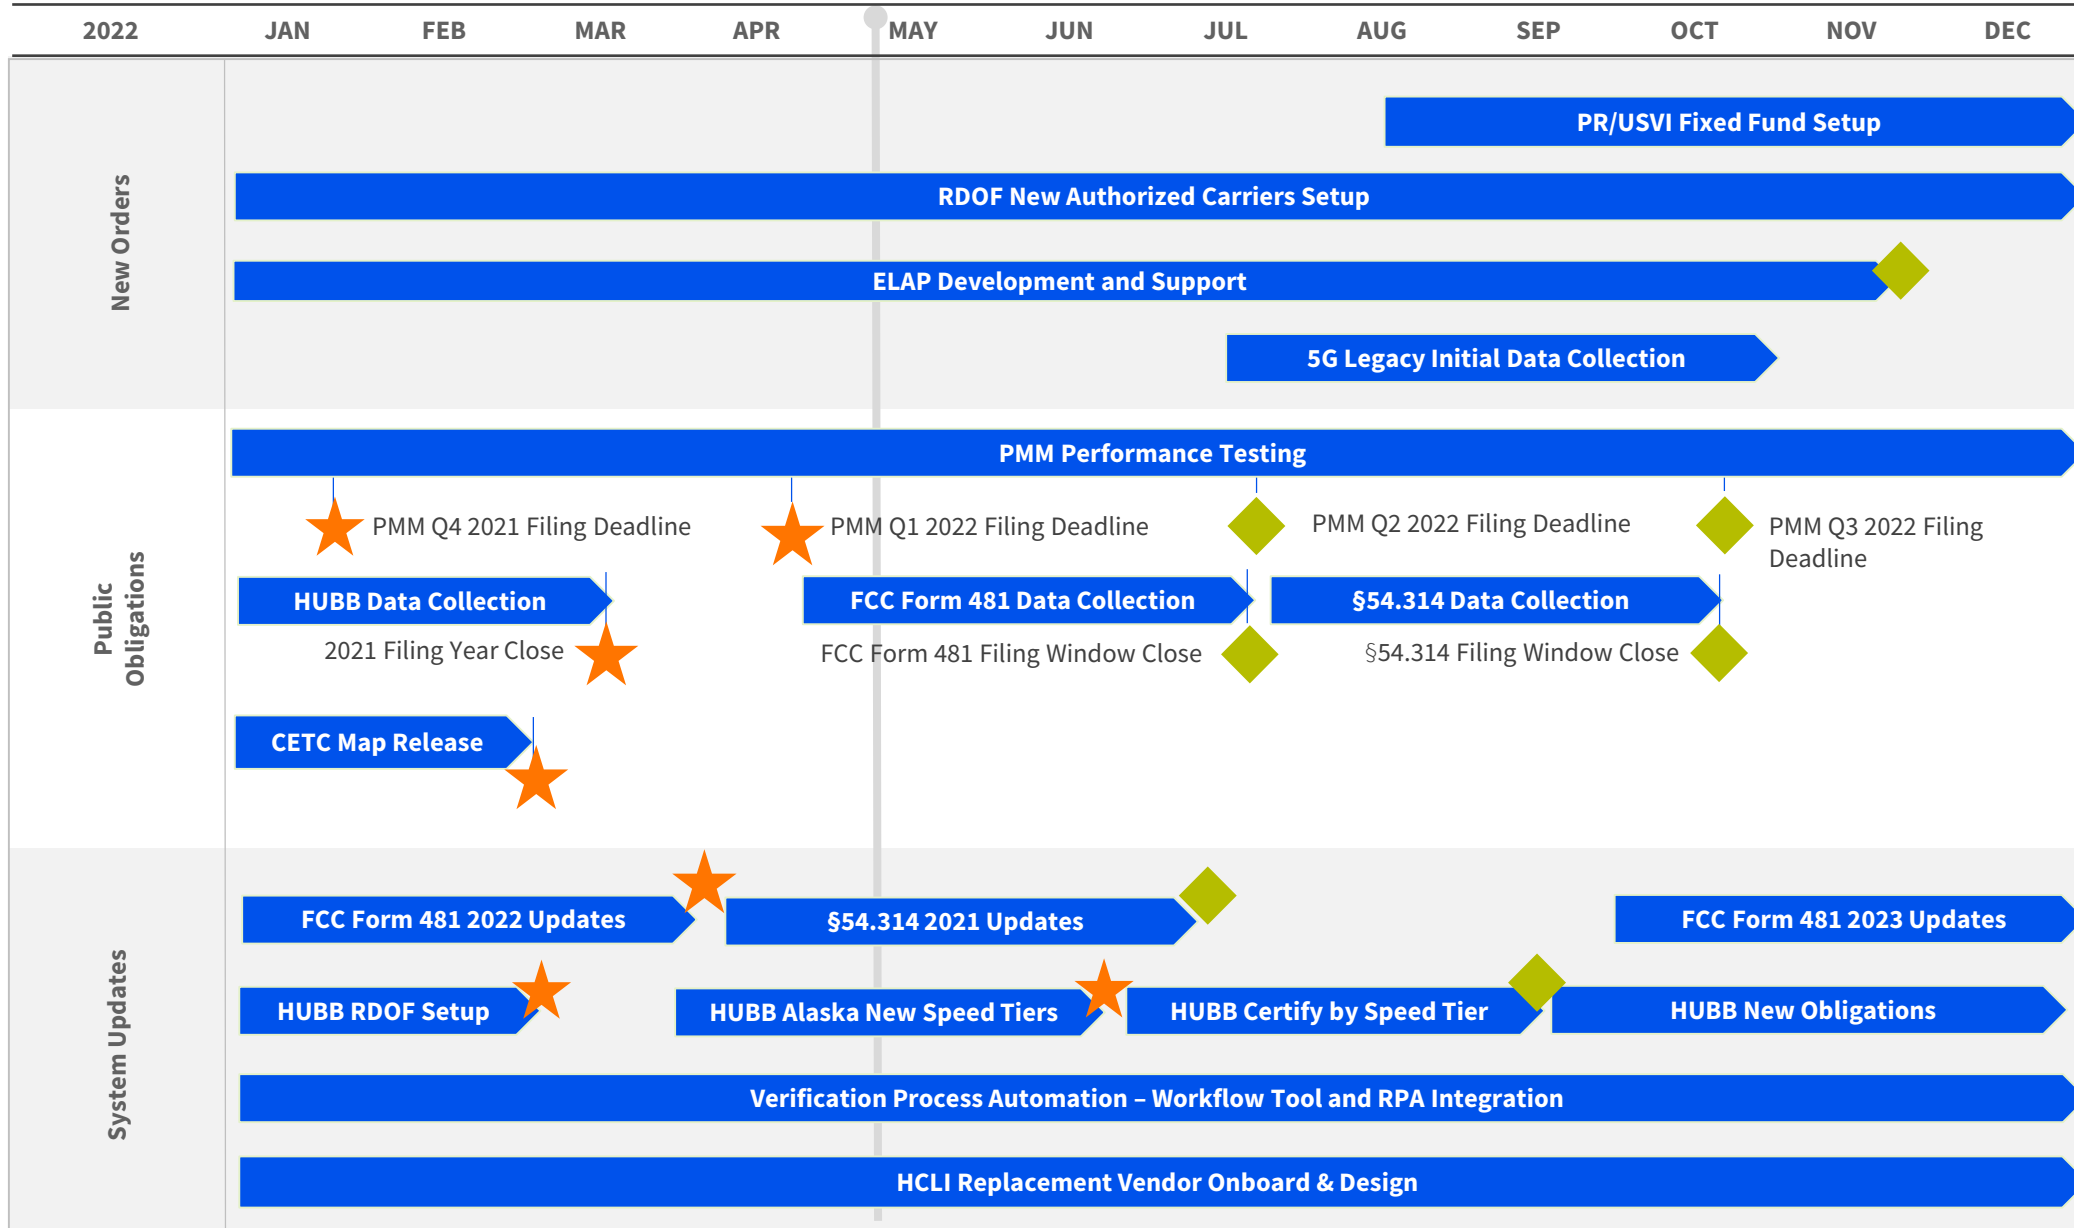 2022 JAN FEB MAR APR MAY JUN JUL AUG SEP OCT NOV DEC
New Orders
PR/USVI Fixed Fund Setup
RDOF New Authorized Carriers Setup
ELAP Development and Support
5G Legacy Initial Data Collection
Public
Obligations
PMM Performance Testing
PMM Q4 2021 Filing Deadline
PMM Q1 2022 Filing Deadline
PMM Q2 2022 Filing Deadline
PMM Q3 2022 Filing
Deadline
HUBB Data Collection
FCC Form 481 Data Collection
§54.314 Data Collection
2021 Filing Year Close
FCC Form 481 Filing Window Close
§54.314 Filing Window Close
CETC Map Release
System Updates
FCC Form 481 2022 Updates
§54.314 2021 Updates
FCC Form 481 2023 Updates
HUBB RDOF Setup
HUBB Alaska New Speed Tiers
HUBB Certify by Speed Tier
HUBB New Obligations
Verification Process Automation – Workflow Tool and RPA Integration
HCLI Replacement Vendor Onboard & Design